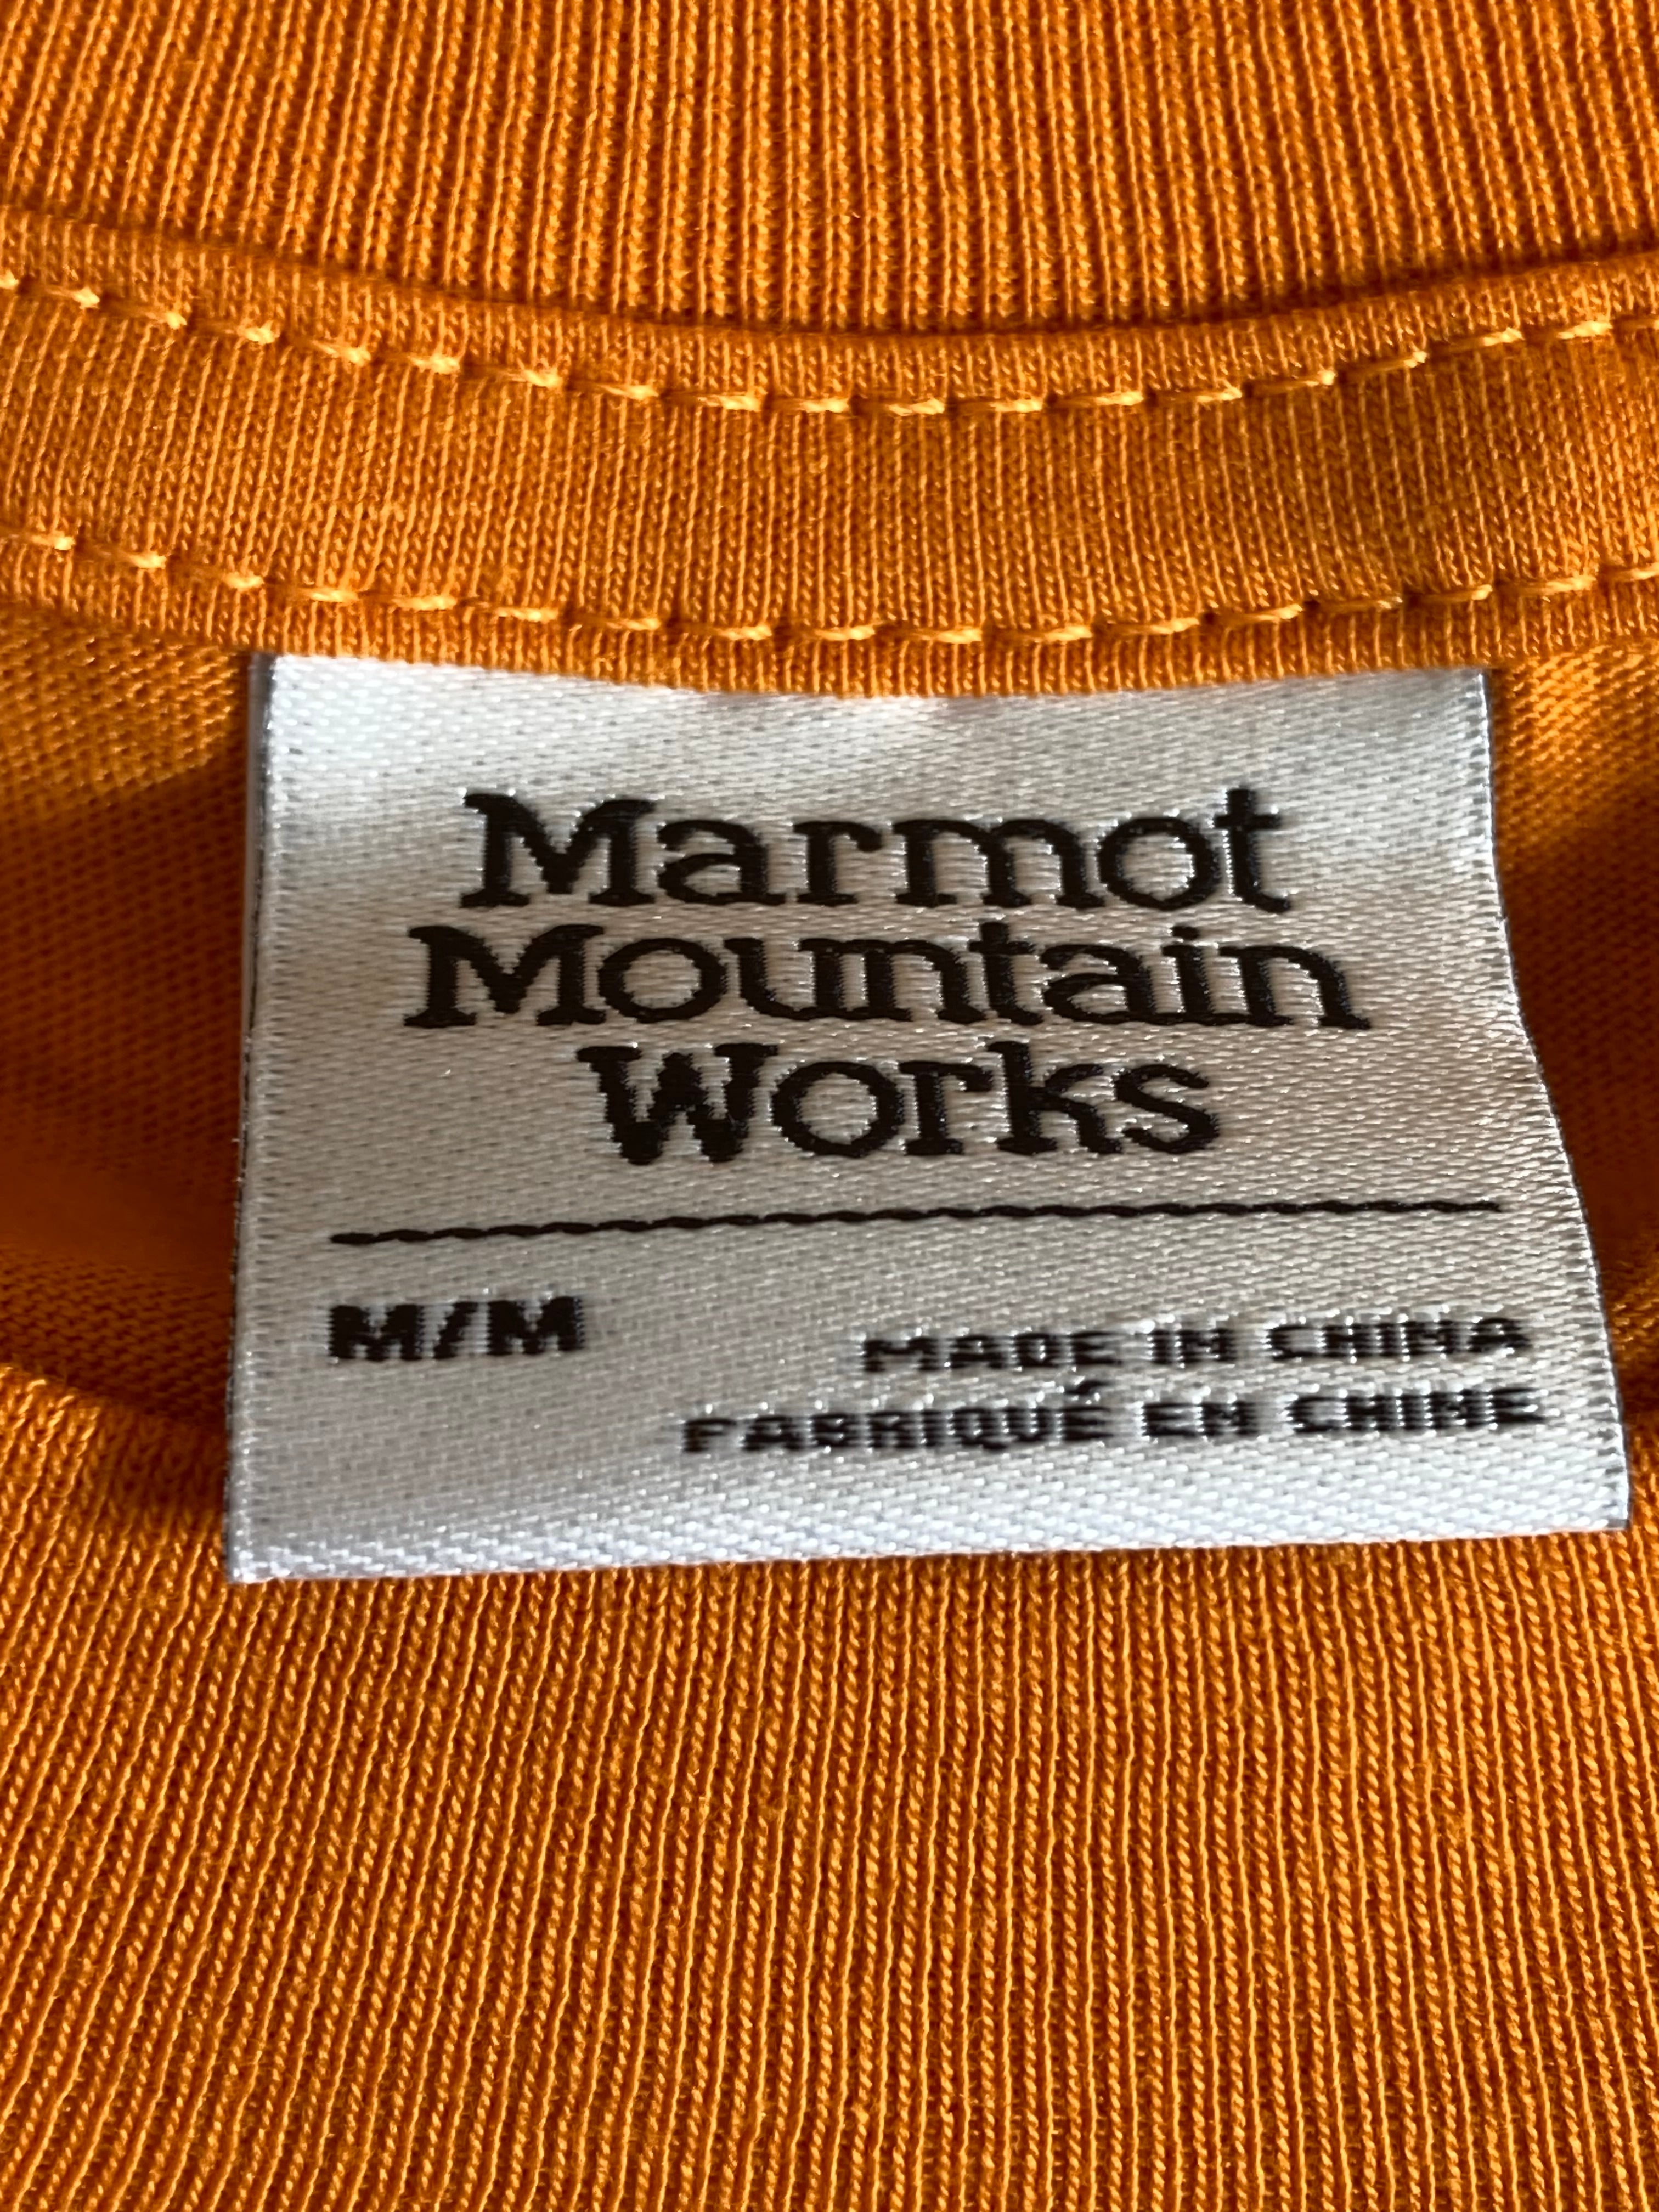 Marmot
Mountain
Works
M/M
MADE IN CHINA
FABRIQUÉ EN CHINE